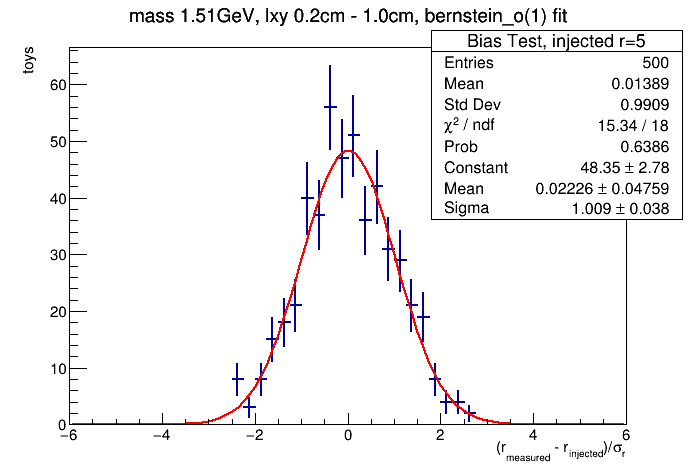 mass 1.51GeV, lxy 0.2cm - 1.0cm, bernstein_o(1) fit
Bias Test, injected r=5
Entries 500
Mean 0.01389
Std Dev 0.9909
χ² / ndf 15.34 / 18
Prob 0.6386
Constant 48.35 ± 2.78
Mean 0.02226 ± 0.04759
Sigma 1.009 ± 0.038
toys
60
50
40
30
20
10
0
−6 −4 −2 0 2 4 6
(r_measured - r_injected)/σ_r